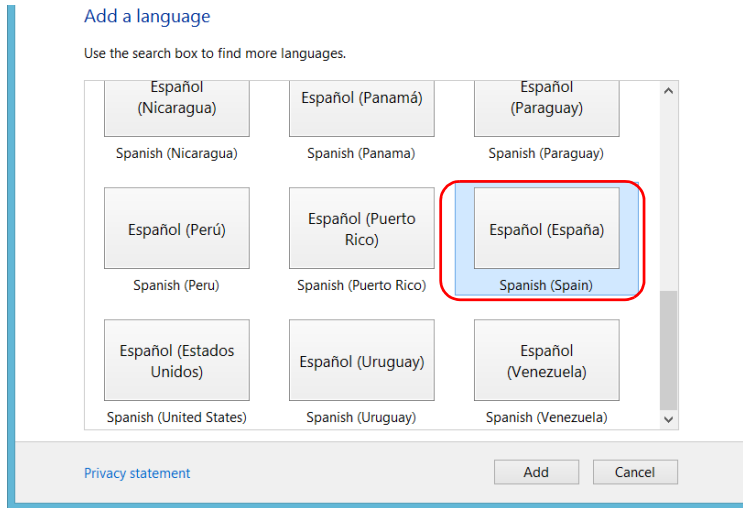 Add a language
Use the search box to find more languages.
Español
(Nicaragua)
Spanish (Nicaragua)
Español (Panamá)
Spanish (Panama)
Español
(Paraguay)
Spanish (Paraguay)
Español (Perú)
Spanish (Peru)
Español (Puerto
Rico)
Spanish (Puerto Rico)
Español (España)
Spanish (Spain)
Español (Estados
Unidos)
Spanish (United States)
Español (Uruguay)
Spanish (Uruguay)
Español
(Venezuela)
Spanish (Venezuela)
Privacy statement
Add
Cancel